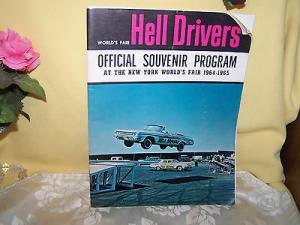 WORLD'S FAIR Hell Drivers
OFFICIAL SOUVENIR PROGRAM
AT THE NEW YORK WORLD'S FAIR 1964-1965